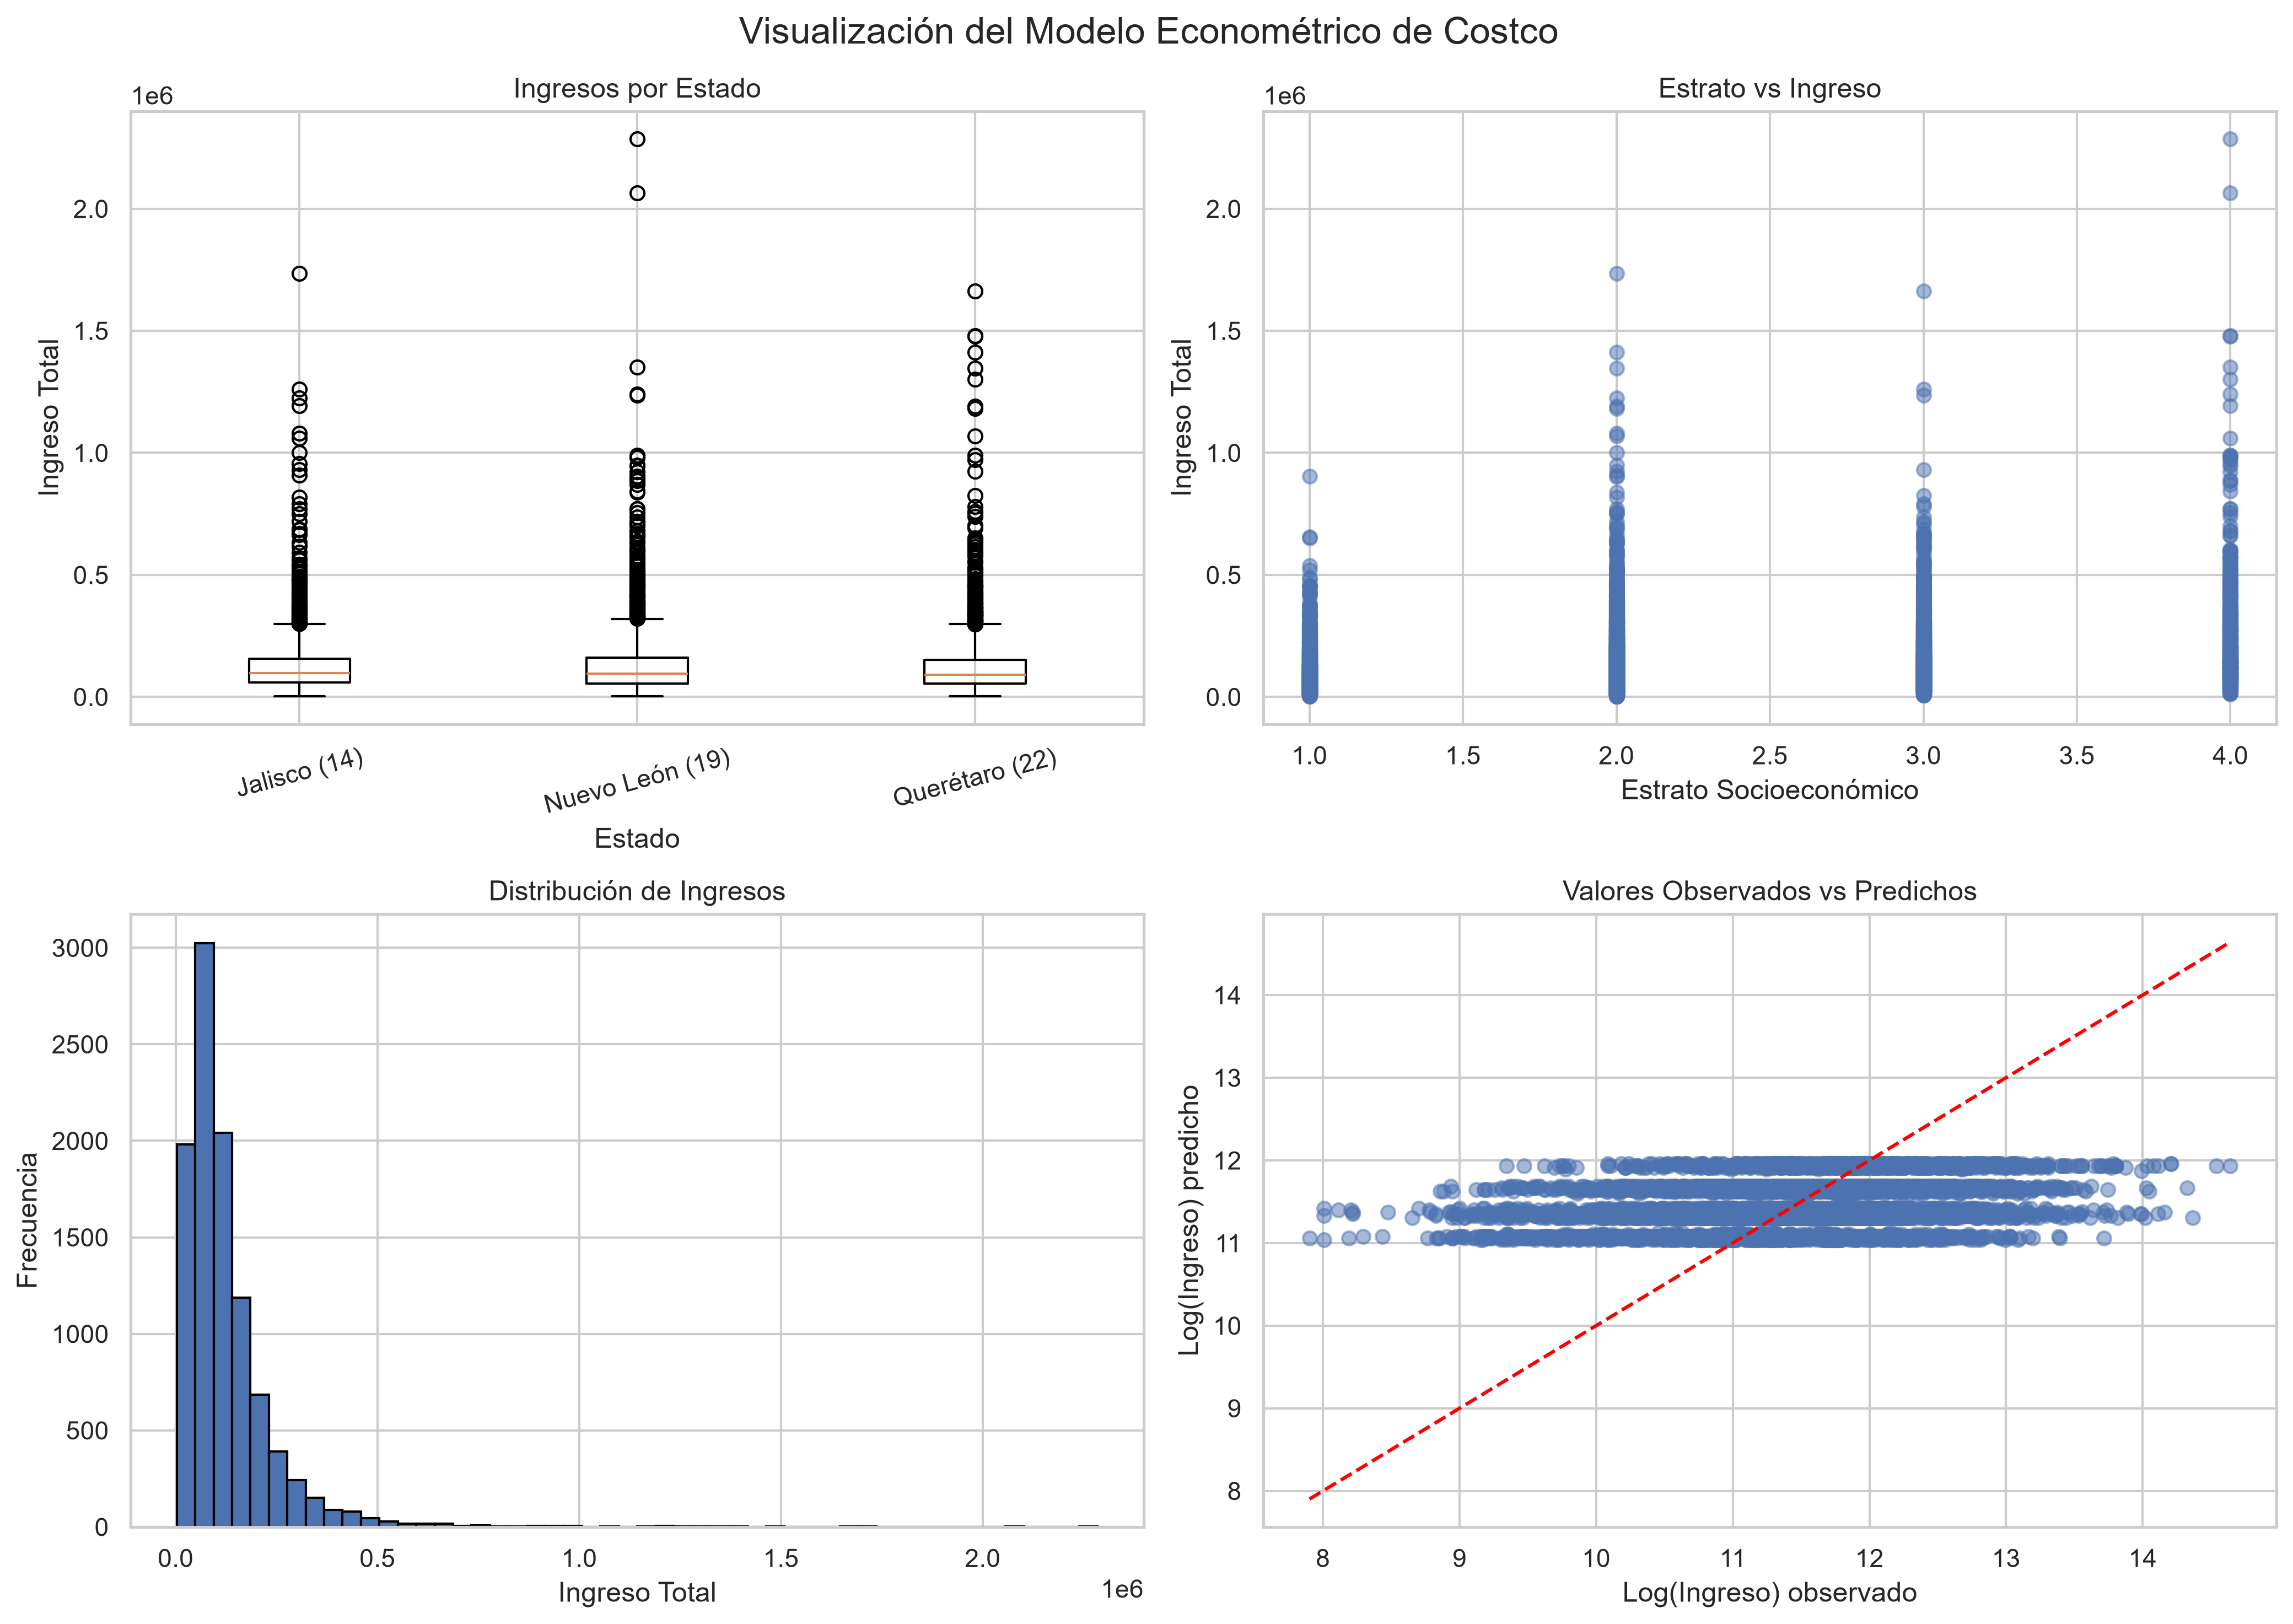 Visualización del Modelo Econométrico de Costco
Ingresos por Estado
1e6
Ingreso Total
2.0
1.5
1.0
0.5
0.0
Jalisco (14)
Nuevo León (19)
Querétaro (22)
Estado
Estrato vs Ingreso
1e6
Ingreso Total
2.0
1.5
1.0
0.5
0.0
1.0 1.5 2.0 2.5 3.0 3.5 4.0
Estrato Socioeconómico
Distribución de Ingresos
Frecuencia
3000
2500
2000
1500
1000
500
0
0.0 0.5 1.0 1.5 2.0
1e6
Ingreso Total
Valores Observados vs Predichos
Log(Ingreso) predicho
14
13
12
11
10
9
8
8 9 10 11 12 13 14
Log(Ingreso) observado